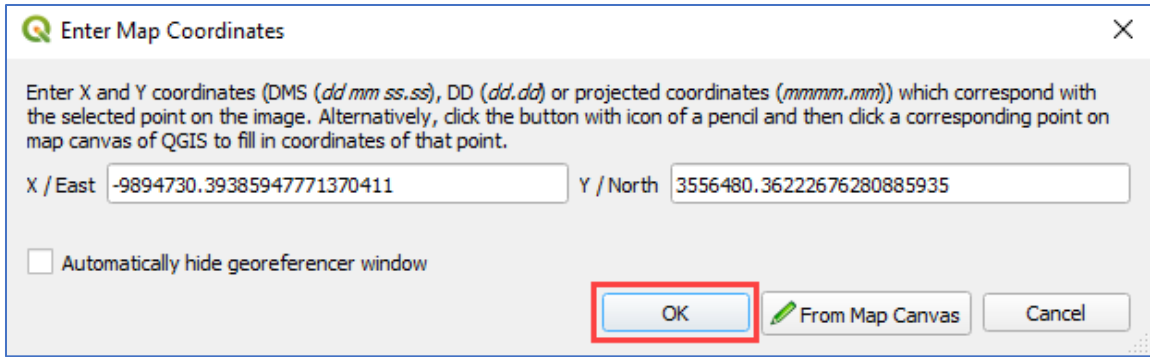 Enter Map Coordinates
Enter X and Y coordinates (DMS (dd mm ss.ss), DD (dd.dd) or projected coordinates (mmmm.mm)) which correspond with
the selected point on the image. Alternatively, click the button with icon of a pencil and then click a corresponding point on
map canvas of QGIS to fill in coordinates of that point.
X / East -9894730.39385947771370411 Y / North 3556480.36222676280885935
Automatically hide georeferencer window
OK From Map Canvas Cancel